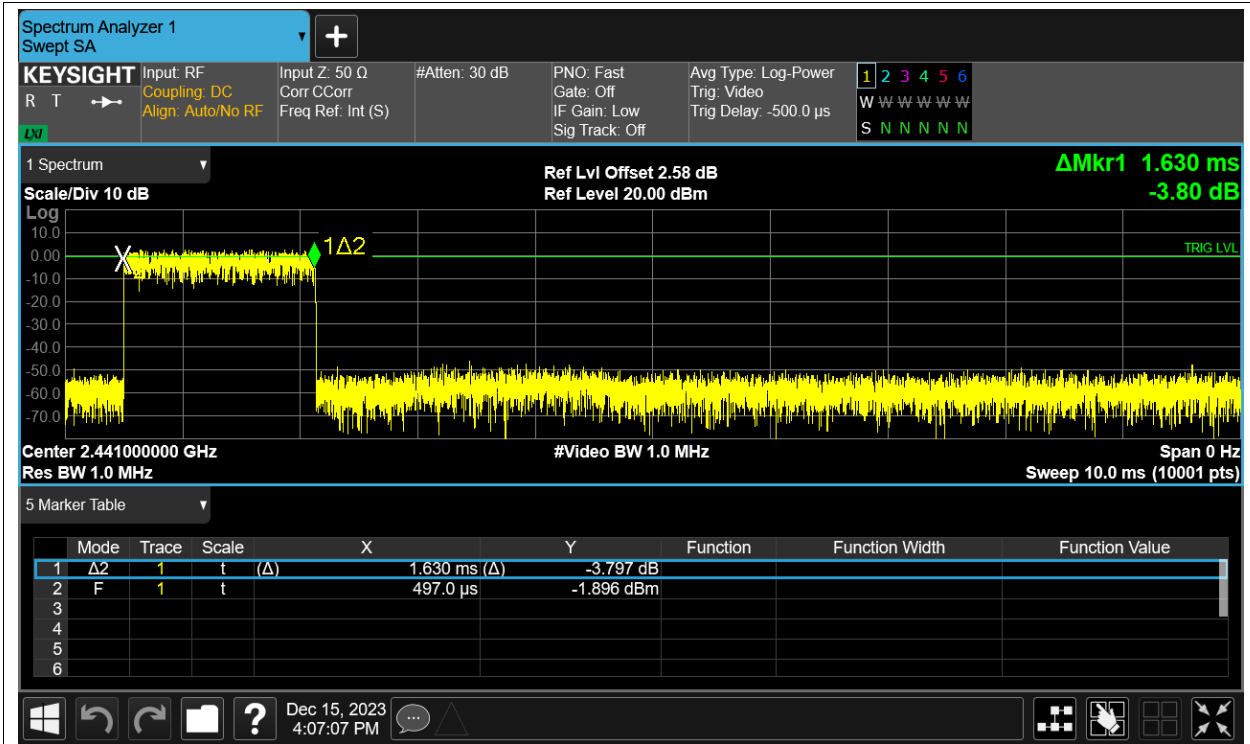 Spectrum Analyzer 1
Swept SA
KEYSIGHT
R T
LXI
Input: RF
Coupling: DC
Align: Auto/No RF
Input Z: 50 Ω
Corr CCorr
Freq Ref: Int (S)
#Atten: 30 dB
PNO: Fast
Gate: Off
IF Gain: Low
Sig Track: Off
Avg Type: Log-Power
Trig: Video
Trig Delay: -500.0 µs
1 2 3 4 5 6
W W W W W W
S N N N N N
1 Spectrum
Scale/Div 10 dB
Log
Ref Lvl Offset 2.58 dB
Ref Level 20.00 dBm
ΔMkr1 1.630 ms
-3.80 dB
10.0
0.00
-10.0
-20.0
-30.0
-40.0
-50.0
-60.0
-70.0
1Δ2
TRIG LVL
Center 2.441000000 GHz
Res BW 1.0 MHz
#Video BW 1.0 MHz
Span 0 Hz
Sweep 10.0 ms (10001 pts)
5 Marker Table
Mode Trace Scale X Y Function Function Width Function Value
1 Δ2 1 t (Δ) 1.630 ms (Δ) -3.797 dB
2 F 1 t 497.0 µs -1.896 dBm
3
4
5
6
?
Dec 15, 2023
4:07:07 PM